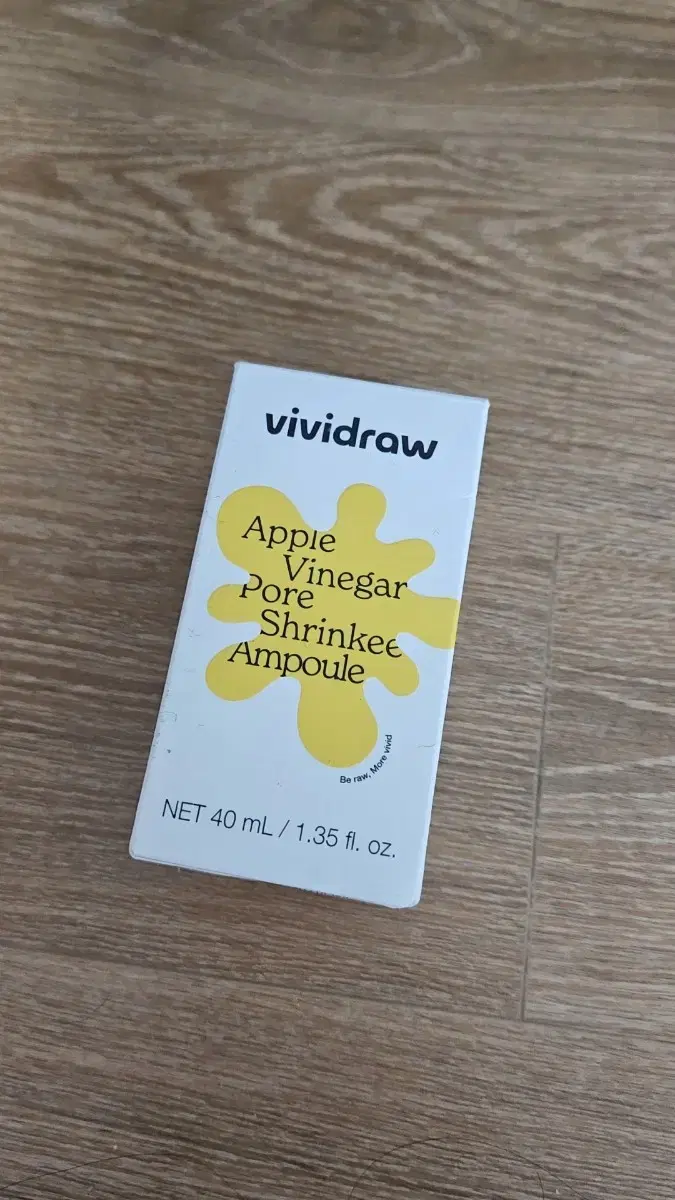 vividraw
Apple
Vinegar
Pore
Shrinkee
Ampoule
Be raw, More vivid
NET 40 mL / 1.35 fl. oz.